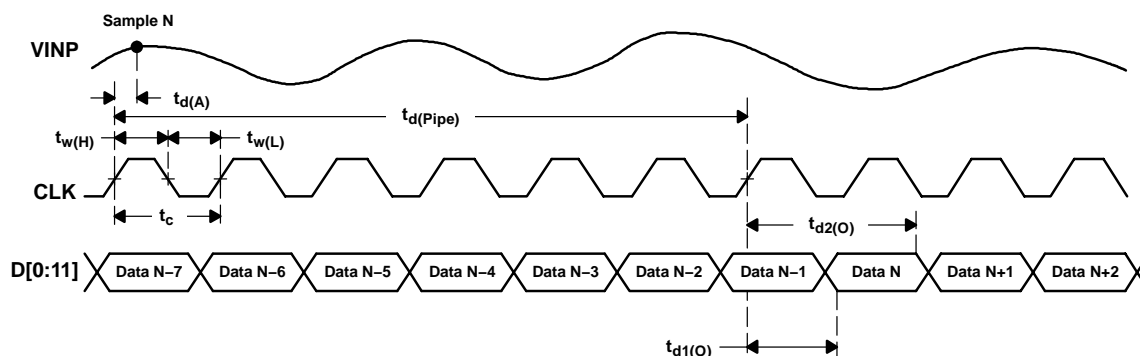 Sample N
VINP
td(A)
td(Pipe)
tw(H)
tw(L)
CLK
tc
td2(O)
D[0:11]
Data N–7
Data N–6
Data N–5
Data N–4
Data N–3
Data N–2
Data N–1
Data N
Data N+1
Data N+2
td1(O)